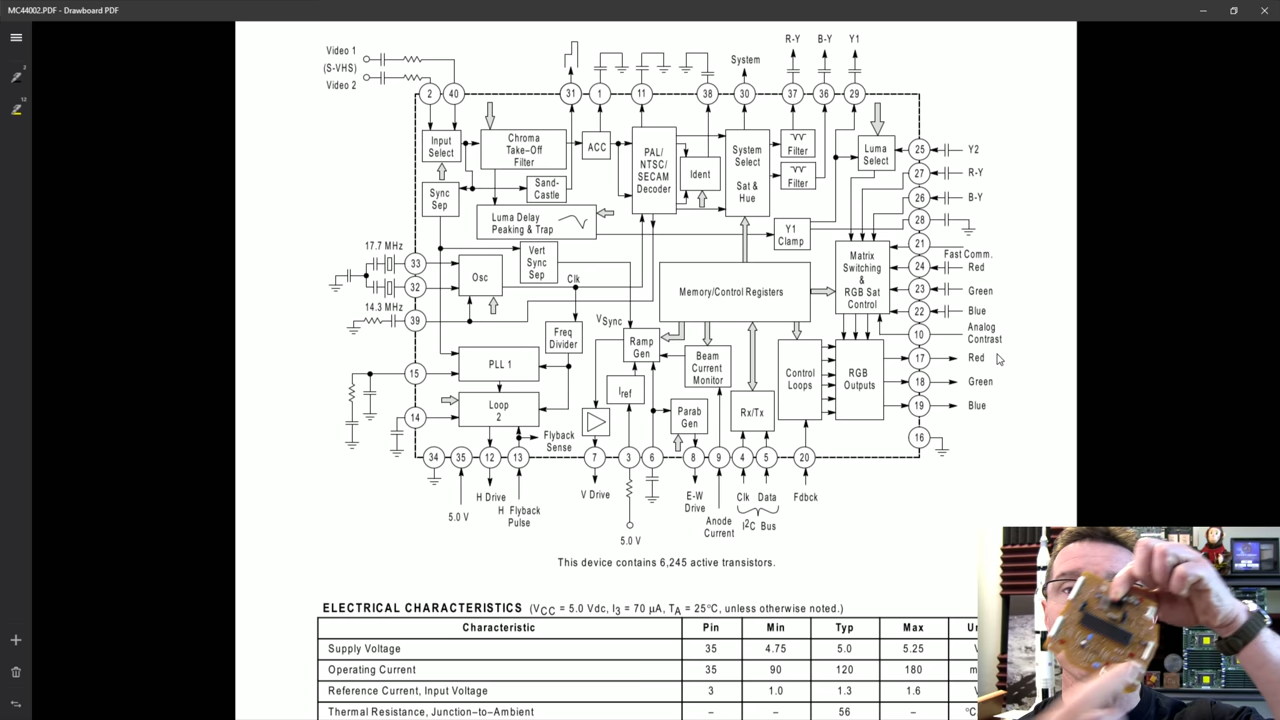 MC44002.PDF - Drawboard PDF
Video 1
(S-VHS)
Video 2
R-Y
B-Y
Y1
System
2
40
31
1
11
38
30
37
36
29
Input
Select
Chroma
Take–Off
Filter
ACC
PAL/
NTSC/
SECAM
Decoder
Ident
System
Select
Sat &
Hue
Filter
Filter
Luma
Select
25
Y2
27
R-Y
26
B-Y
28
Sync
Sep
Sand-
Castle
Luma Delay
Peaking & Trap
Y1
Clamp
21
Fast Comm.
24
Red
23
Green
22
Blue
10
Analog
Contrast
17
Red
18
Green
19
Blue
16
17.7 MHz
33
32
14.3 MHz
39
Osc
Vert
Sync
Sep
Clk
Memory/Control Registers
Matrix
Switching
&
RGB Sat
Control
VSync
Freq
Divider
Ramp
Gen
Beam
Current
Monitor
Control
Loops
RGB
Outputs
15
PLL 1
Iref
14
Loop
2
Parab
Gen
Rx/Tx
Flyback
Sense
34
35
12
13
7
3
6
8
9
4
5
20
5.0 V
H Drive
H Flyback
Pulse
V Drive
5.0 V
E-W
Drive
Anode
Current
Clk
Data
I2C Bus
Fdbck
This device contains 6,245 active transistors.
ELECTRICAL CHARACTERISTICS (VCC = 5.0 Vdc, I3 = 70 µA, TA = 25°C, unless otherwise noted.)
Characteristic Pin Min Typ Max
Supply Voltage 35 4.75 5.0 5.25
Operating Current 35 90 120 180
Reference Current, Input Voltage 3 1.0 1.3 1.6
Thermal Resistance, Junction–to–Ambient – – 56 – °C